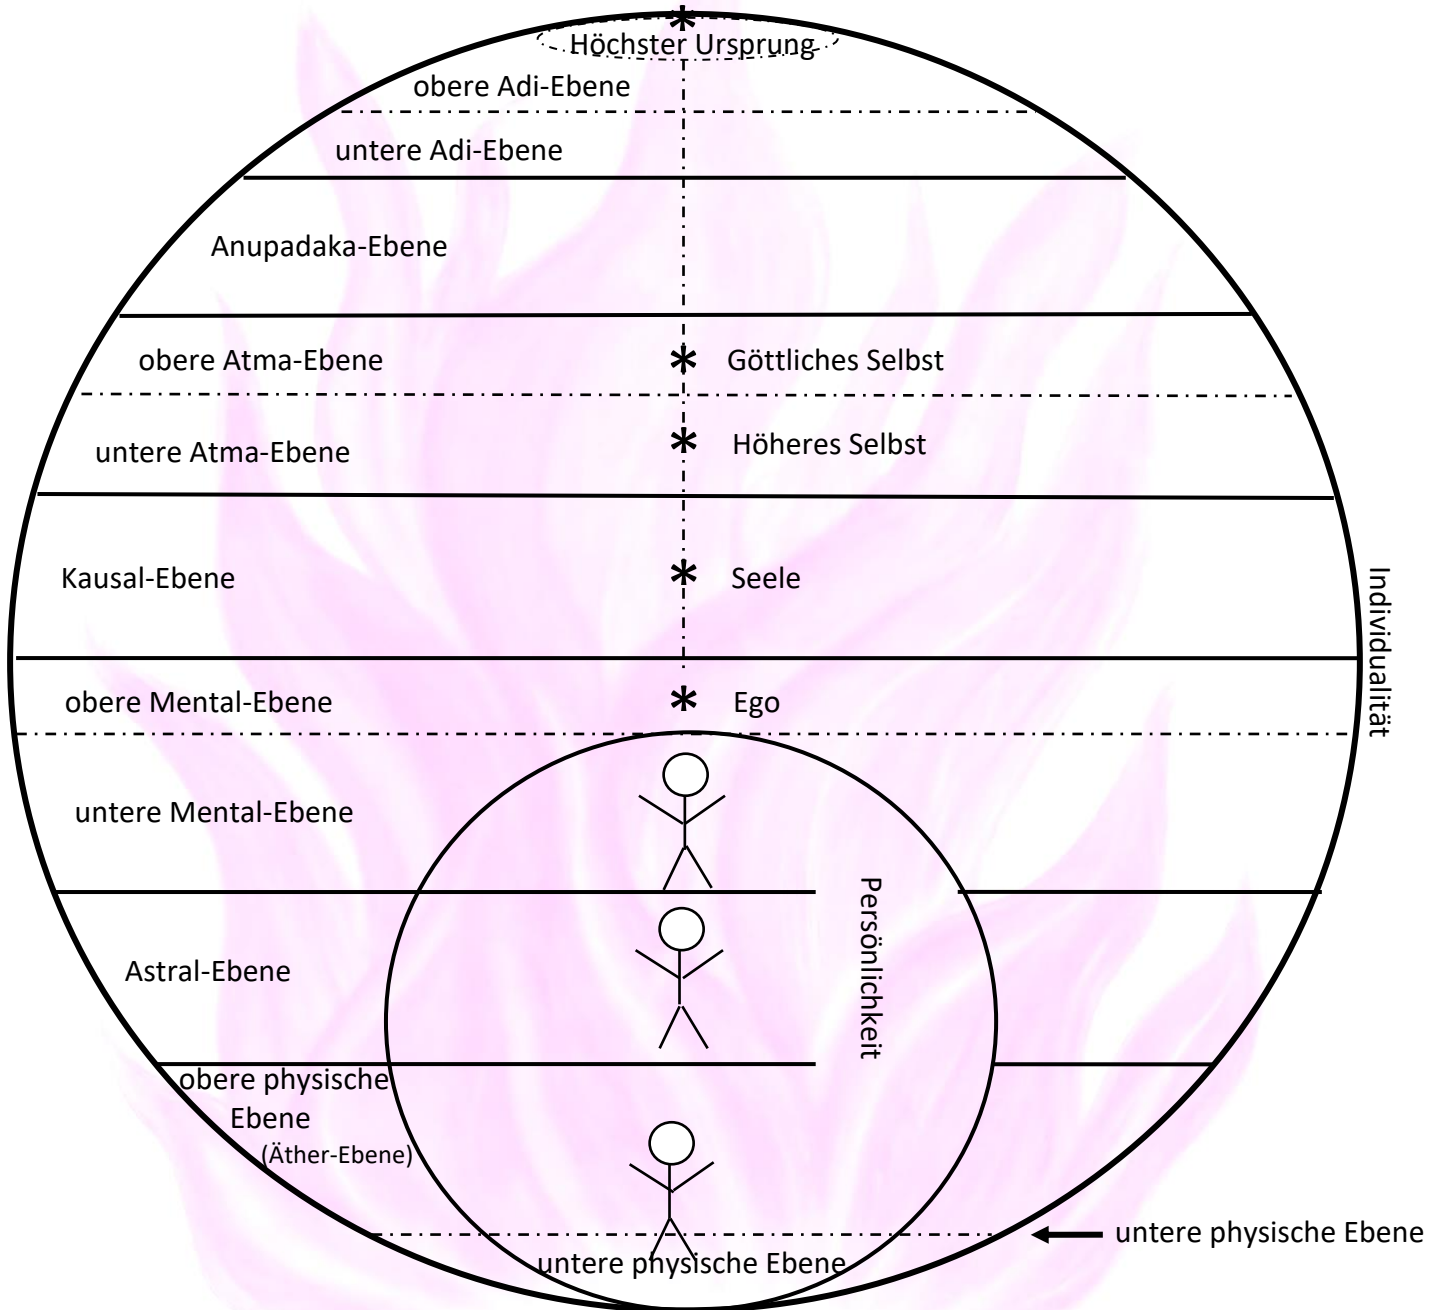 Höchster Ursprung
obere Adi-Ebene
untere Adi-Ebene
Anupadaka-Ebene
obere Atma-Ebene
Göttliches Selbst
untere Atma-Ebene
Höheres Selbst
Kausal-Ebene
Seele
Individualität
obere Mental-Ebene
Ego
untere Mental-Ebene
Persönlichkeit
Astral-Ebene
obere physische
Ebene
(Äther-Ebene)
untere physische Ebene
untere physische Ebene